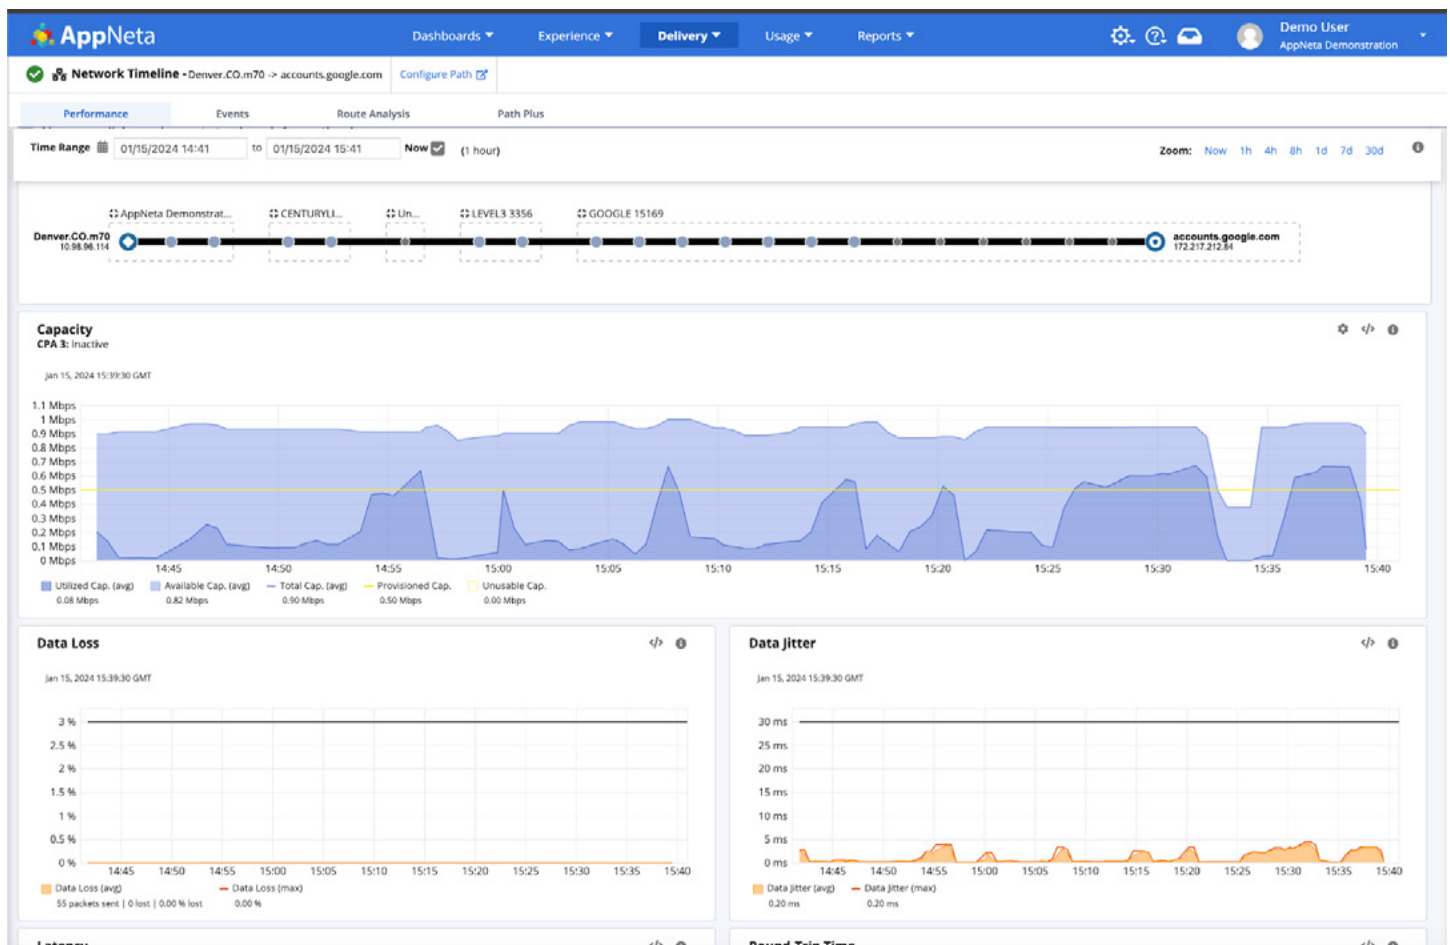 AppNeta
Dashboards Experience Delivery Usage Reports
Demo User
AppNeta Demonstration
Network Timeline - Denver.CO.m70 -> accounts.google.com Configure Path
Performance Events Route Analysis Path Plus
Time Range 01/15/2024 14:41 to 01/15/2024 15:41 Now (1 hour)
Zoom: Now 1h 4h 8h 1d 7d 30d
AppNeta Demonstrat... CENTURYLI... Un... LEVEL3 3356 GOOGLE 15169
Denver.CO.m70
10.98.96.114
accounts.google.com
172.217.212.84
Capacity
CPA 3: Inactive
Jan 15, 2024 15:39:30 GMT
1.1 Mbps
1 Mbps
0.9 Mbps
0.8 Mbps
0.7 Mbps
0.6 Mbps
0.5 Mbps
0.4 Mbps
0.3 Mbps
0.2 Mbps
0.1 Mbps
0 Mbps
14:45 14:50 14:55 15:00 15:05 15:10 15:15 15:20 15:25 15:30 15:35 15:40
Utilized Cap. (avg) Available Cap. (avg) Total Cap. (avg) Provisioned Cap. Unusable Cap.
0.08 Mbps 0.82 Mbps 0.90 Mbps 0.50 Mbps 0.00 Mbps
Data Loss
Jan 15, 2024 15:39:30 GMT
3 %
2.5 %
2 %
1.5 %
1 %
0.5 %
0 %
14:45 14:50 14:55 15:00 15:05 15:10 15:15 15:20 15:25 15:30 15:35 15:40
Data Loss (avg) Data Loss (max)
55 packets sent | 0 lost | 0.00 % lost 0.00 %
Data Jitter
Jan 15, 2024 15:39:30 GMT
30 ms
25 ms
20 ms
15 ms
10 ms
5 ms
0 ms
14:45 14:50 14:55 15:00 15:05 15:10 15:15 15:20 15:25 15:30 15:35 15:40
Data Jitter (avg) Data Jitter (max)
0.20 ms 0.20 ms
Latency
Round Trip Time